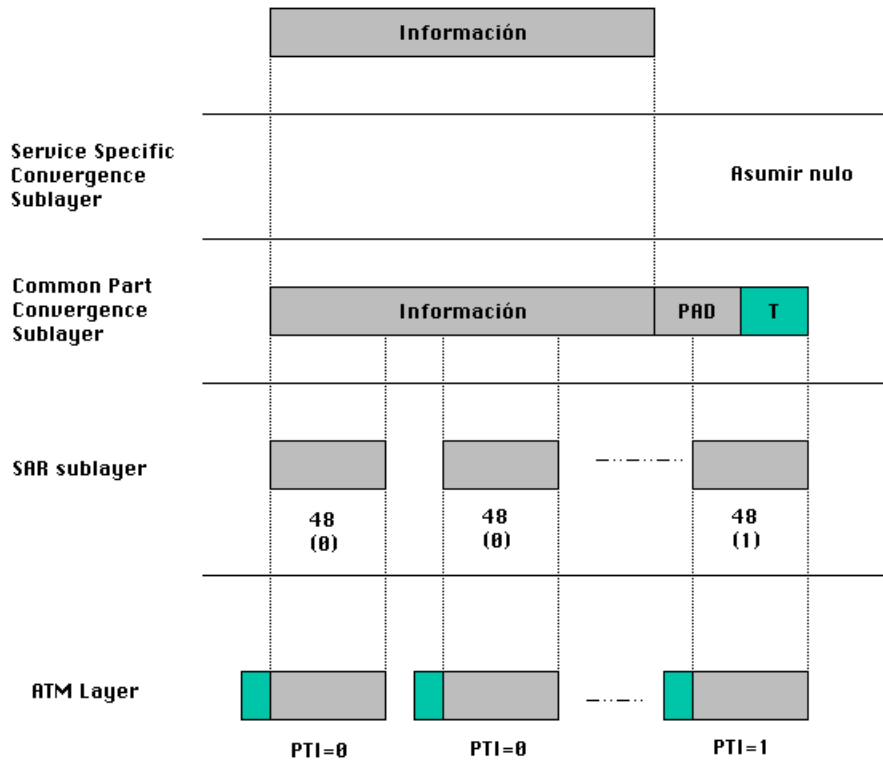 Información
Service Specific
Convergence
Sublayer
Asumir nulo
Common Part
Convergence
Sublayer
Información
PAD
T
SAR sublayer
48
(0)
48
(0)
48
(1)
ATM Layer
PTI=0
PTI=0
PTI=1